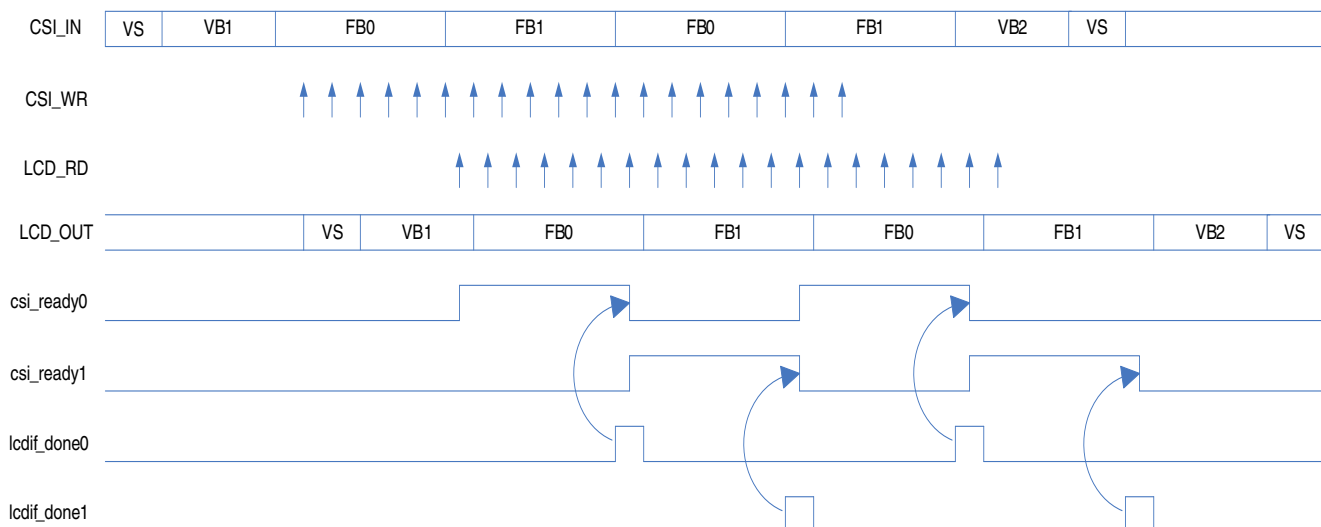 CSI_IN VS VB1 FB0 FB1 FB0 FB1 VB2 VS
CSI_WR
LCD_RD
LCD_OUT VS VB1 FB0 FB1 FB0 FB1 VB2 VS
csi_ready0
csi_ready1
lcdif_done0
lcdif_done1